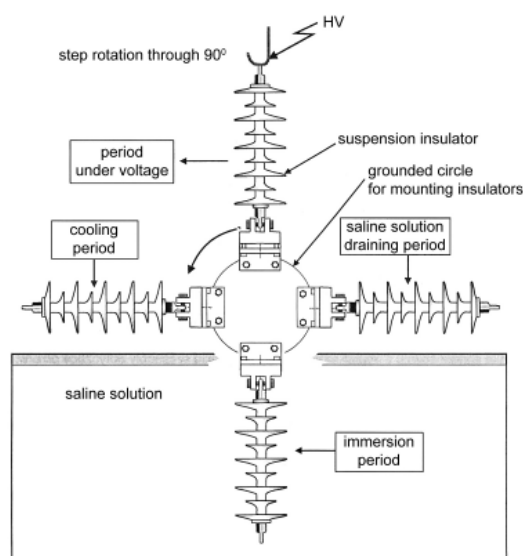 HV
step rotation through 90⁰
suspension insulator
period
under voltage
grounded circle
for mounting insulators
cooling
period
saline solution
draining period
saline solution
immersion
period